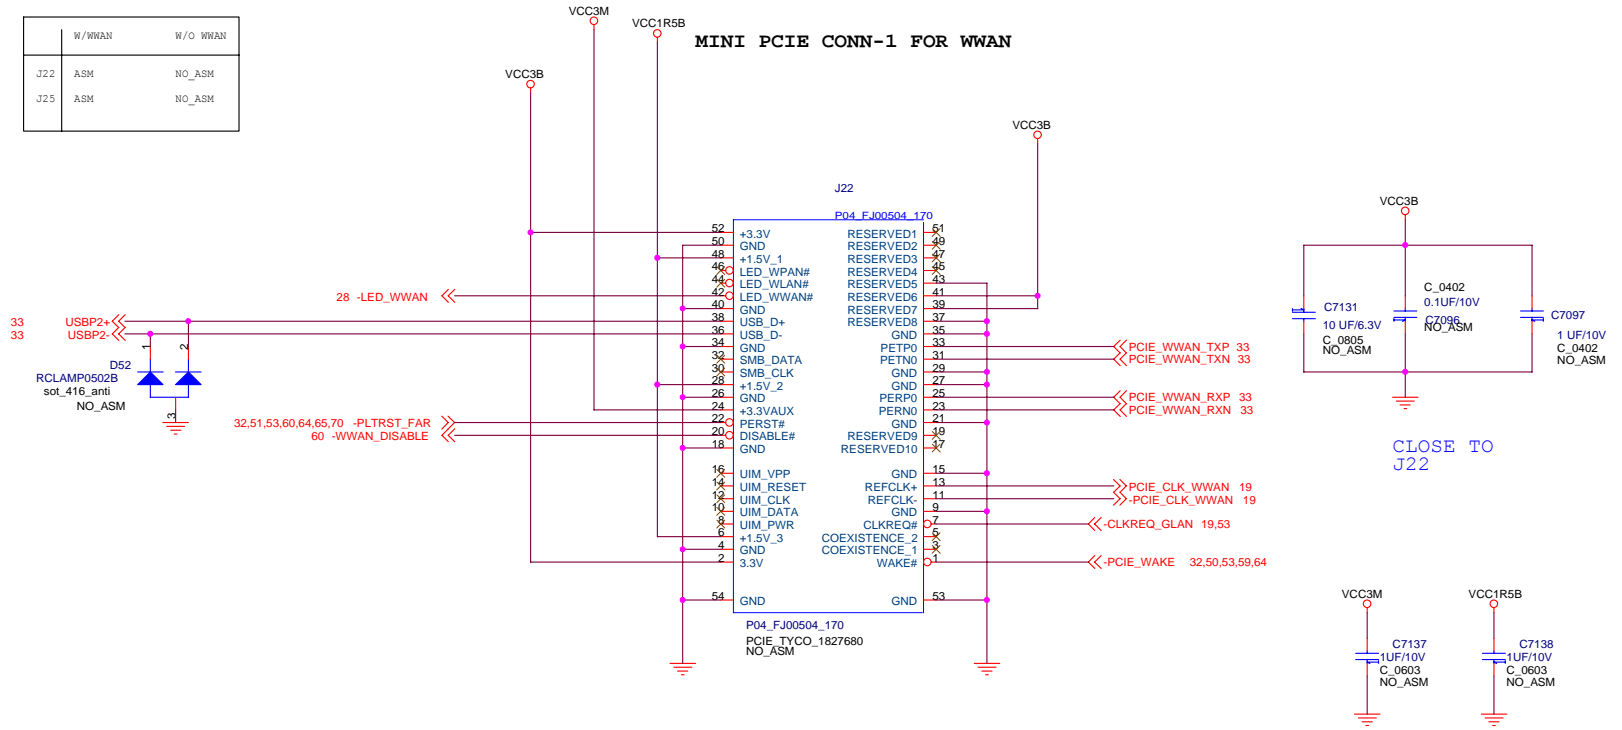 W/WWAN W/O WWAN
J22 ASM NO_ASM
J25 ASM NO_ASM
VCC3M
VCC1R5B
MINI PCIE CONN-1 FOR WWAN
VCC3B
VCC3B
J22
P04_FJ00504_170
52 +3.3V RESERVED1 51
50 GND RESERVED2 49
48 +1.5V_1 RESERVED3 47
46 LED_WPAN# RESERVED4 45
44 LED_WLAN# RESERVED5 43
28 -LED_WWAN 42 LED_WWAN# RESERVED6 41
40 GND RESERVED7 39
33 USBP2+ 38 USB_D+ RESERVED8 37
33 USBP2- 36 USB_D- GND 35
34 GND PETP0 33 PCIE_WWAN_TXP 33
32 SMB_DATA PETN0 31 PCIE_WWAN_TXN 33
30 SMB_CLK GND 29
28 +1.5V_2 GND 27
26 GND PERP0 25 PCIE_WWAN_RXP 33
24 +3.3VAUX PERN0 23 PCIE_WWAN_RXN 33
32,51,53,60,64,65,70 -PLTRST_FAR 22 PERST# GND 21
60 -WWAN_DISABLE 20 DISABLE# RESERVED9 19
18 GND RESERVED10 17
16 UIM_VPP GND 15
14 UIM_RESET REFCLK+ 13 PCIE_CLK_WWAN 19
12 UIM_CLK REFCLK- 11 -PCIE_CLK_WWAN 19
10 UIM_DATA GND 9
8 UIM_PWR CLKREQ# 7 -CLKREQ_GLAN 19,53
6 +1.5V_3 COEXISTENCE_2 5
4 GND COEXISTENCE_1 3
2 3.3V WAKE# 1 -PCIE_WAKE 32,50,53,59,64
54 GND GND 53
P04_FJ00504_170
PCIE_TYCO_1827680
NO_ASM
1 2
D52
RCLAMP0502B
sot_416_anti
NO_ASM
3
VCC3B
C7131
10 UF/6.3V
C_0805
NO_ASM
C_0402
0.1UF/10V
C7096
NO_ASM
C7097
1 UF/10V
C_0402
NO_ASM
CLOSE TO
J22
VCC3M
C7137
1UF/10V
C_0603
NO_ASM
VCC1R5B
C7138
1UF/10V
C_0603
NO_ASM